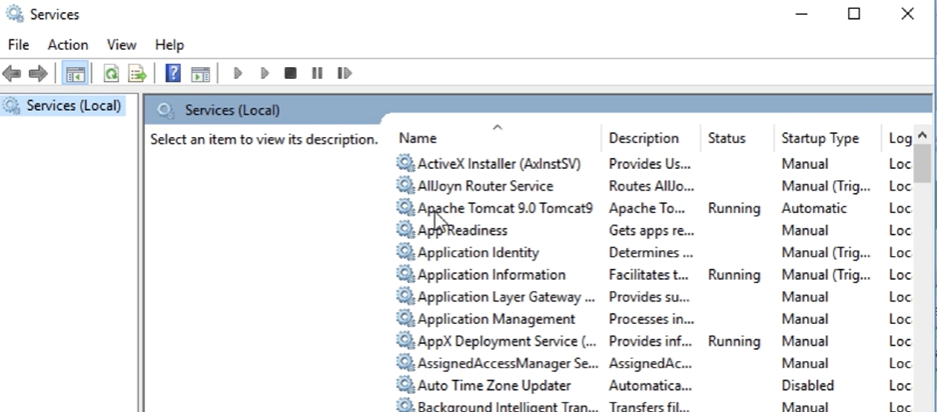 Services
File Action View Help
Services (Local)
Services (Local)
Select an item to view its description.
Name Description Status Startup Type Log
ActiveX Installer (AxInstSV) Provides Us... Manual Loc
AllJoyn Router Service Routes AllJo... Manual (Trig... Loc
Apache Tomcat 9.0 Tomcat9 Apache To... Running Automatic Loc
App Readiness Gets apps re... Manual Loc
Application Identity Determines ... Manual (Trig... Loc
Application Information Facilitates t... Running Manual (Trig... Loc
Application Layer Gateway ... Provides su... Manual Loc
Application Management Processes in... Manual Loc
AppX Deployment Service (... Provides inf... Running Manual Loc
AssignedAccessManager Se... AssignedAc... Manual Loc
Auto Time Zone Updater Automatica... Disabled Loc
Background Intelligent Tran... Transfers fil... Manual Loc